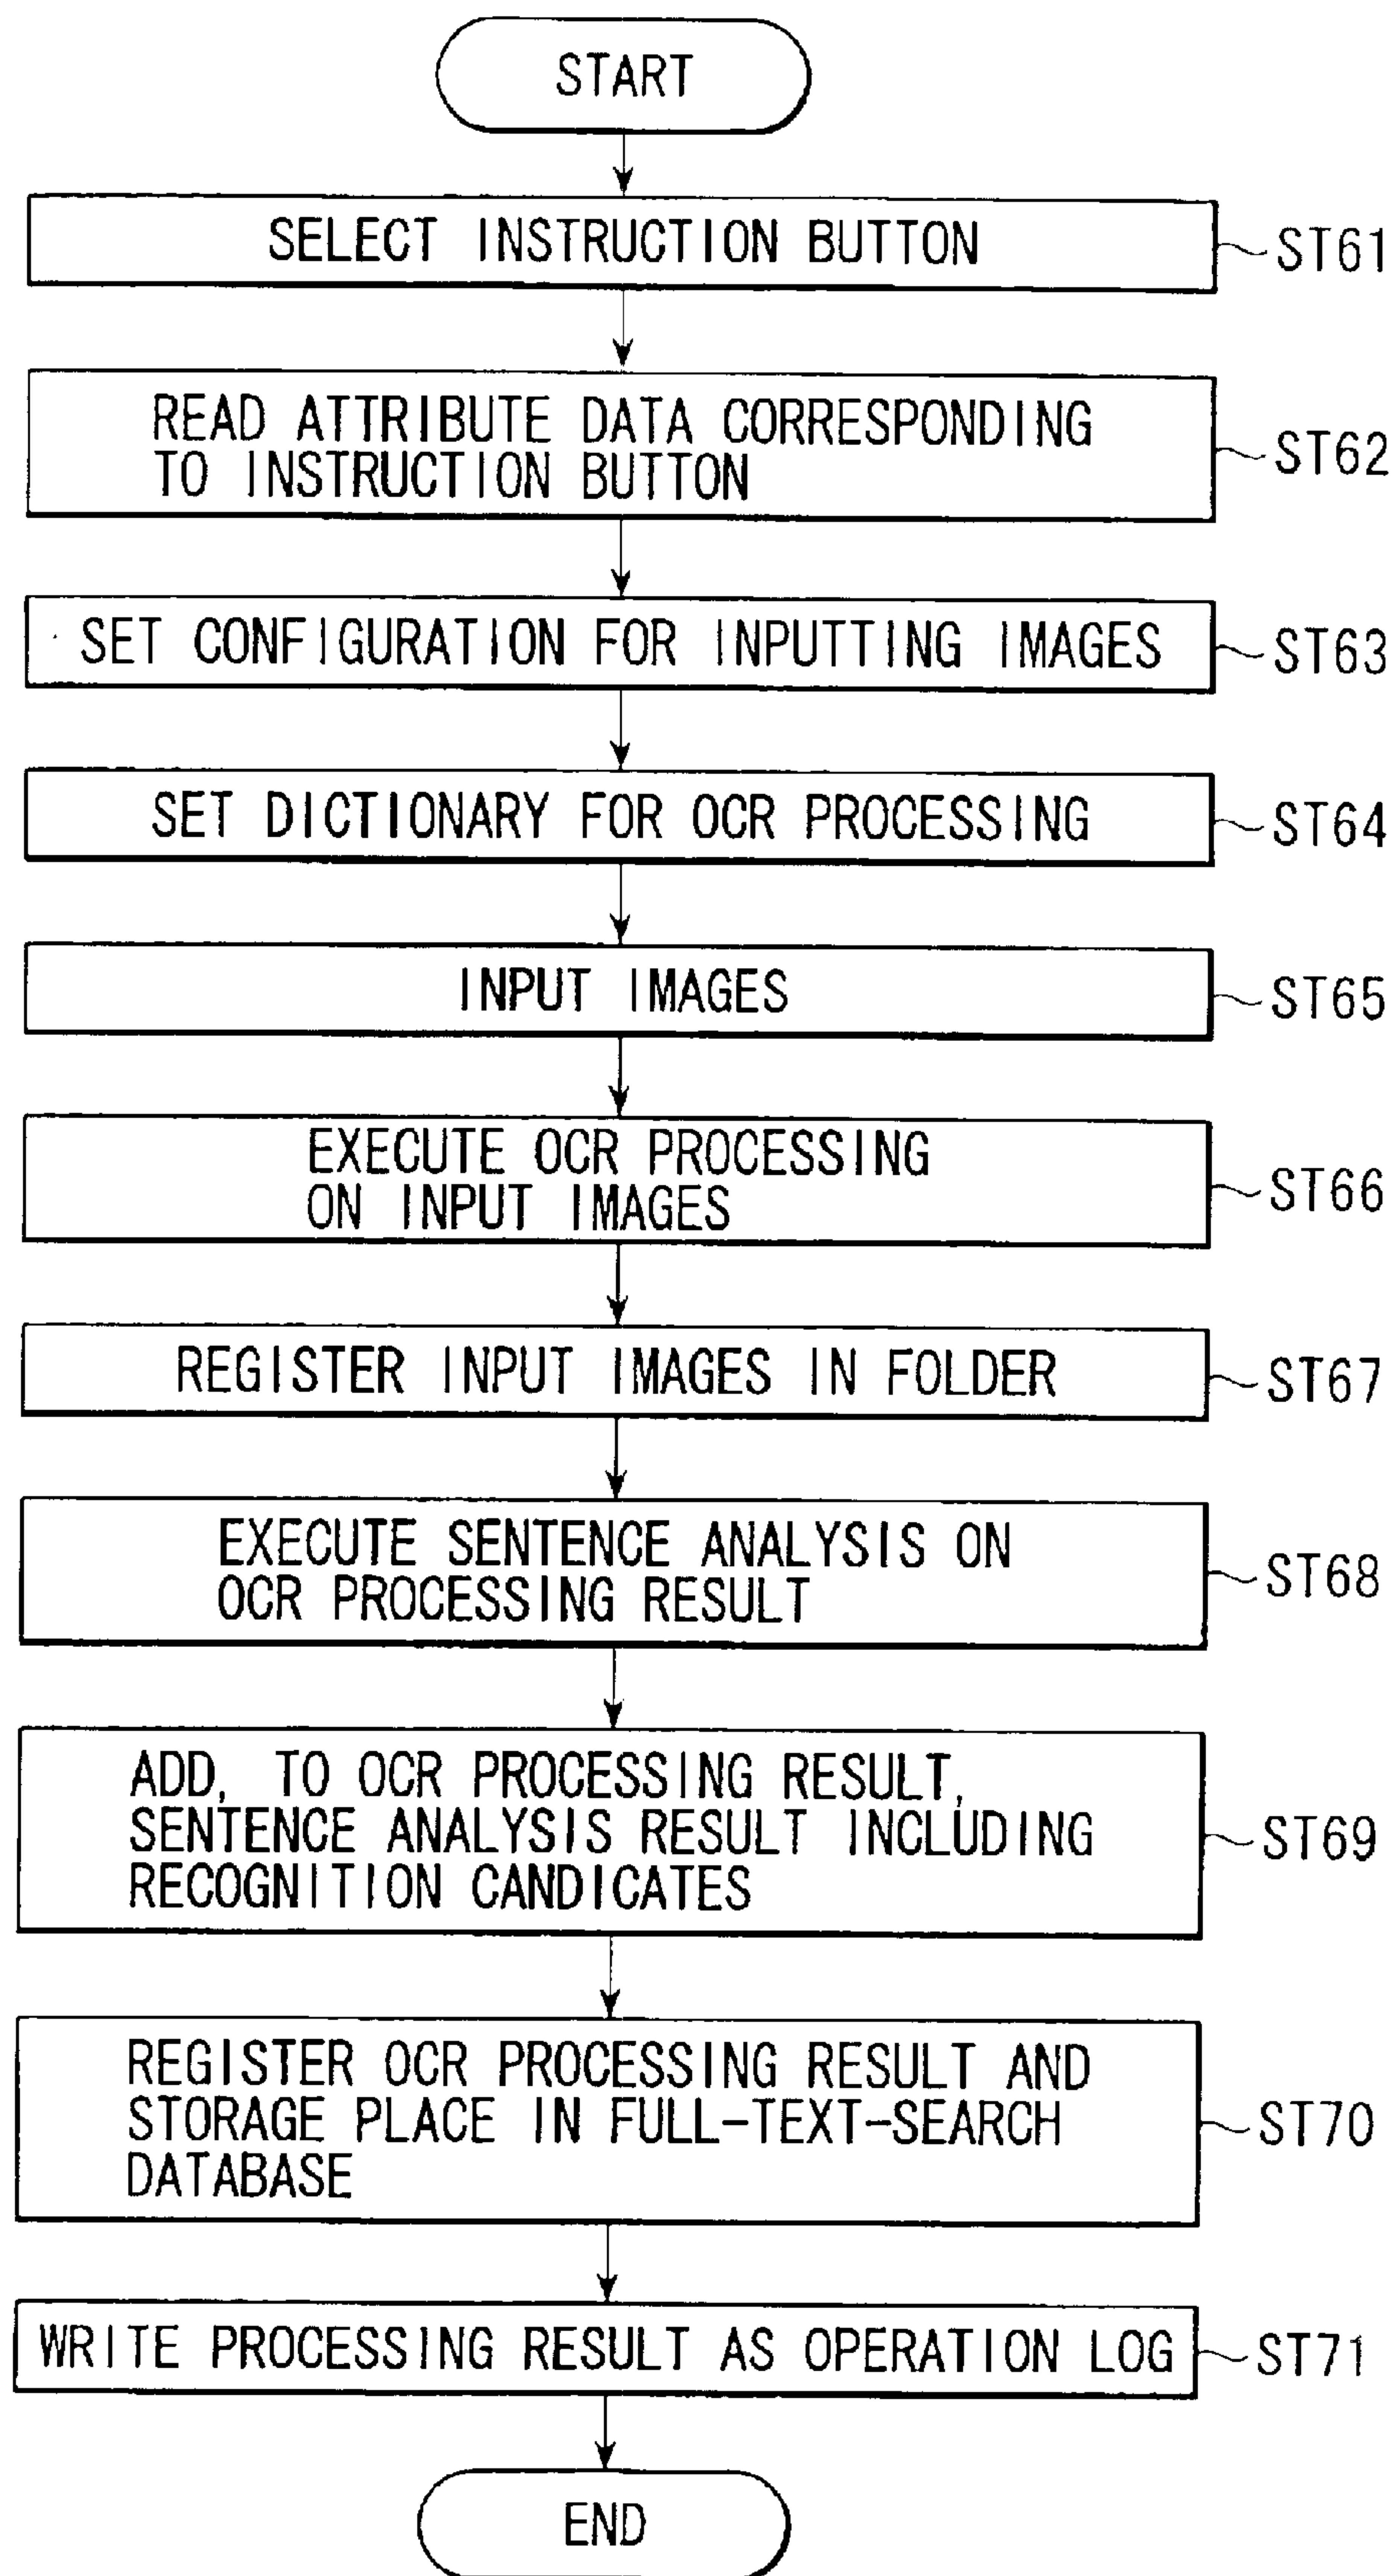 START
SELECT INSTRUCTION BUTTON
ST61
READ ATTRIBUTE DATA CORRESPONDING
TO INSTRUCTION BUTTON
ST62
SET CONFIGURATION FOR INPUTTING IMAGES
ST63
SET DICTIONARY FOR OCR PROCESSING
ST64
INPUT IMAGES
ST65
EXECUTE OCR PROCESSING
ON INPUT IMAGES
ST66
REGISTER INPUT IMAGES IN FOLDER
ST67
EXECUTE SENTENCE ANALYSIS ON
OCR PROCESSING RESULT
ST68
ADD, TO OCR PROCESSING RESULT,
SENTENCE ANALYSIS RESULT INCLUDING
RECOGNITION CANDICATES
ST69
REGISTER OCR PROCESSING RESULT AND
STORAGE PLACE IN FULL-TEXT-SEARCH
DATABASE
ST70
WRITE PROCESSING RESULT AS OPERATION LOG
ST71
END